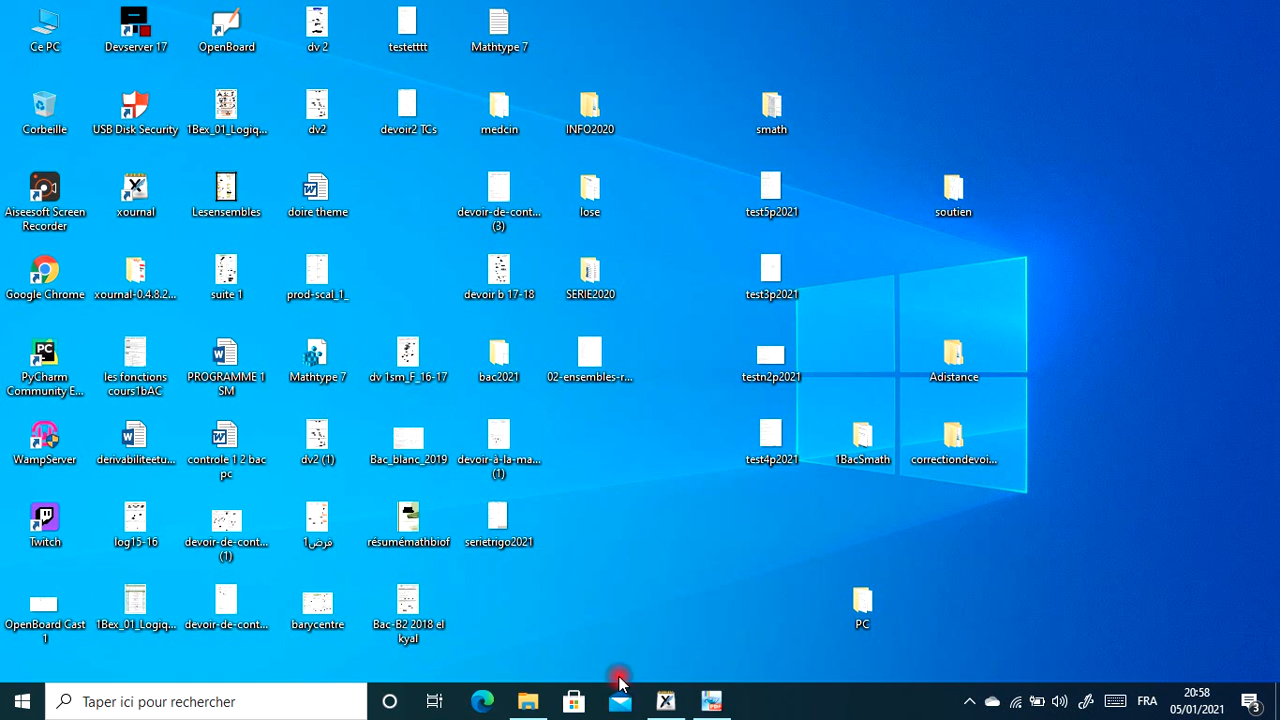 Ce PC
Devserver 17
OpenBoard
dv 2
testetttt
Mathtype 7
Corbeille
USB Disk Security
1Bex_01_Logiq...
dv2
devoir2 TCs
medcin
INFO2020
smath
Aiseesoft Screen
Recorder
xournal
Lesensembles
doire theme
devoir-de-cont...
(3)
lose
test5p2021
soutien
Google Chrome
xournal-0.4.8.2...
suite 1
prod-scal_1_
devoir b 17-18
SERIE2020
test3p2021
PyCharm
Community E...
les fonctions
cours1bAC
PROGRAMME 1
SM
Mathtype 7
dv 1sm_F_16-17
bac2021
02-ensembles-r...
testn2p2021
Adistance
WampServer
derivabiliteetu...
controle 1 2 bac
pc
dv2 (1)
Bac_blanc_2019
devoir-à-la-ma...
(1)
test4p2021
1BacSmath
correctiondevoi...
Twitch
log15-16
devoir-de-cont...
(1)
فرض1
résumémathbiof
serietrigo2021
OpenBoard Cast
1
1Bex_01_Logiq...
devoir-de-cont...
barycentre
Bac-B2 2018 el
kyal
PC
Taper ici pour rechercher
FRA
20:58
05/01/2021
3